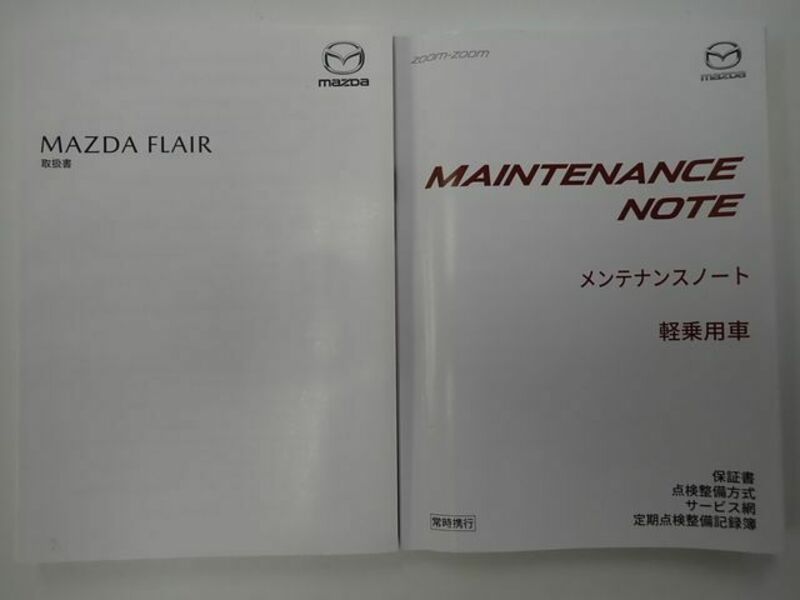 mazda
MAZDA FLAIR
取扱書
zoom-zoom
mazda
MAINTENANCE
NOTE
メンテナンスノート
軽乗用車
保証書
点検整備方式
サービス網
定期点検整備記録簿
常時携行